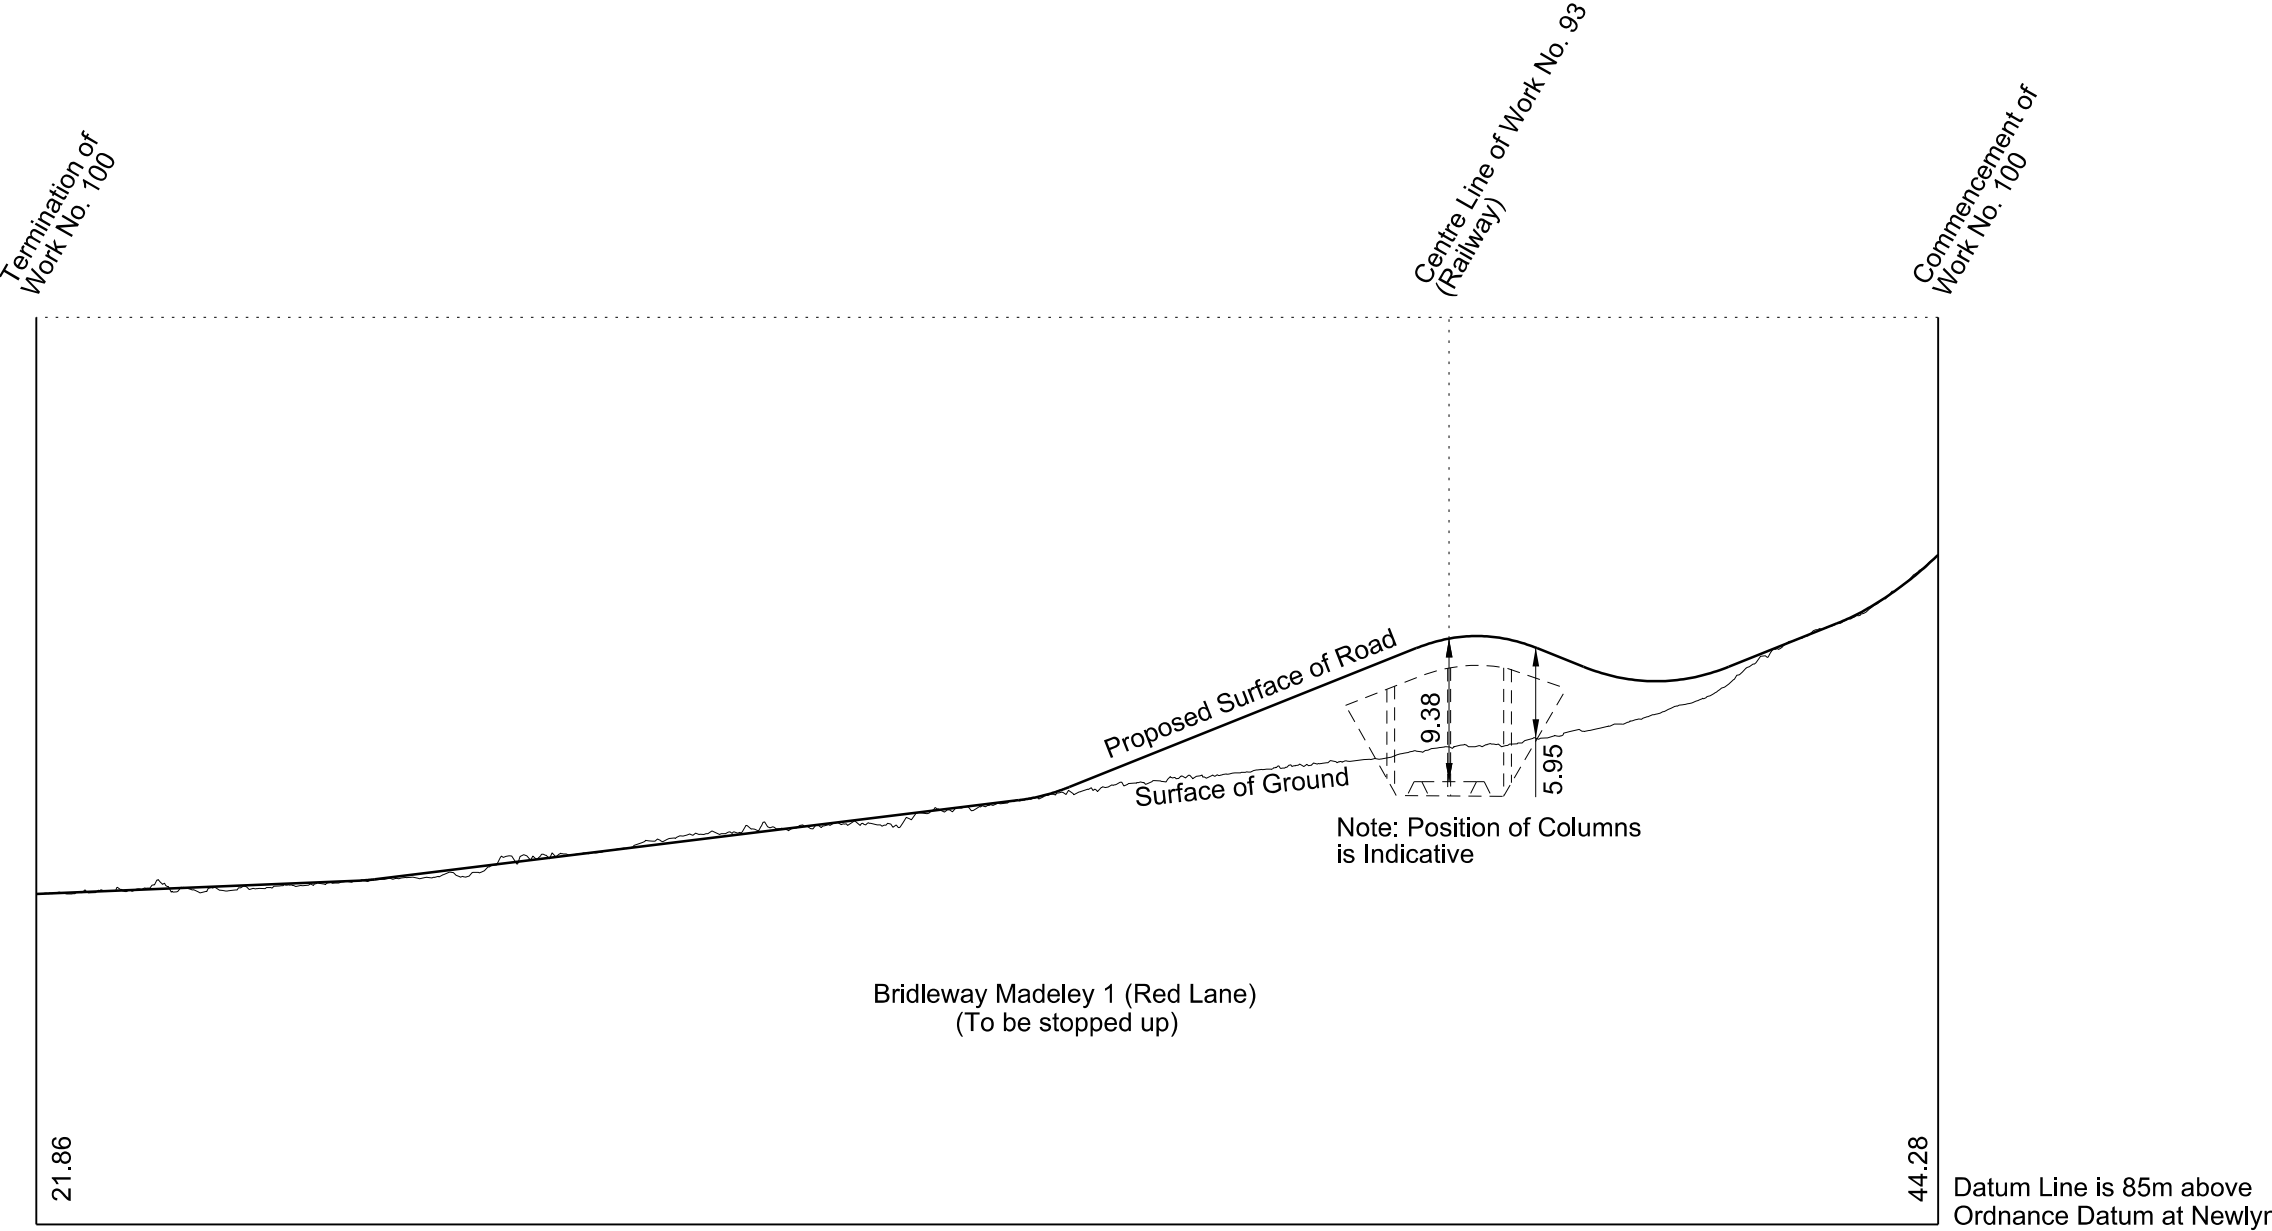 Termination of
Work No. 100
Centre Line of Work No. 93
(Railway)
Commencement of
Work No. 100
Proposed Surface of Road
Surface of Ground
9.38
5.95
Note: Position of Columns
is Indicative
Bridleway Madeley 1 (Red Lane)
(To be stopped up)
21.86
44.28
Datum Line is 85m above
Ordnance Datum at Newlyn